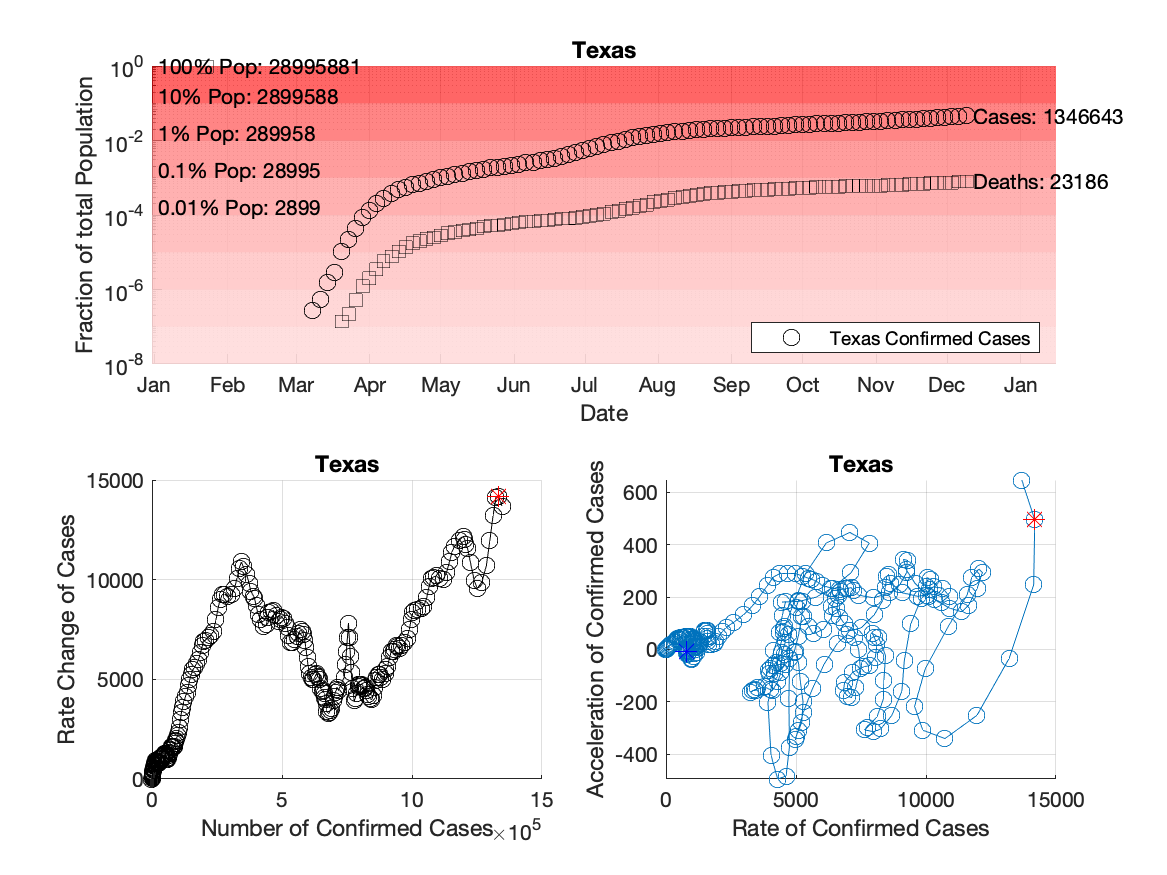 Texas
Fraction of total Population
10^0
10^-2
10^-4
10^-6
10^-8
100% Pop: 28995881
10% Pop: 2899588
1% Pop: 289958
0.1% Pop: 28995
0.01% Pop: 2899
Cases: 1346643
Deaths: 23186
Texas Confirmed Cases
Jan Feb Mar Apr May Jun Jul Aug Sep Oct Nov Dec Jan
Date
Texas
Rate Change of Cases
15000
10000
5000
0
0 5 10 15
Number of Confirmed Cases ×10^5
Texas
Acceleration of Confirmed Cases
600
400
200
0
-200
-400
0 5000 10000 15000
Rate of Confirmed Cases